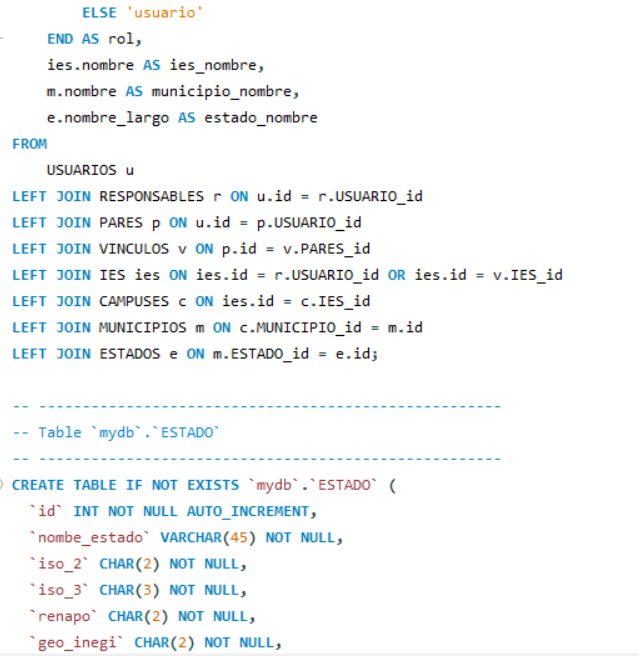 ELSE 'usuario'
END AS rol,
ies.nombre AS ies_nombre,
m.nombre AS municipio_nombre,
e.nombre_largo AS estado_nombre
FROM
USUARIOS u
LEFT JOIN RESPONSABLES r ON u.id = r.USUARIO_id
LEFT JOIN PARES p ON u.id = p.USUARIO_id
LEFT JOIN VINCULOS v ON p.id = v.PARES_id
LEFT JOIN IES ies ON ies.id = r.USUARIO_id OR ies.id = v.IES_id
LEFT JOIN CAMPUSES c ON ies.id = c.IES_id
LEFT JOIN MUNICIPIOS m ON c.MUNICIPIO_id = m.id
LEFT JOIN ESTADOS e ON m.ESTADO_id = e.id;
-- -----------------------------------------------------
-- Table `mydb`.`ESTADO`
-- -----------------------------------------------------
CREATE TABLE IF NOT EXISTS `mydb`.`ESTADO` (
`id` INT NOT NULL AUTO_INCREMENT,
`nombe_estado` VARCHAR(45) NOT NULL,
`iso_2` CHAR(2) NOT NULL,
`iso_3` CHAR(3) NOT NULL,
`renapo` CHAR(2) NOT NULL,
`geo_inegi` CHAR(2) NOT NULL,